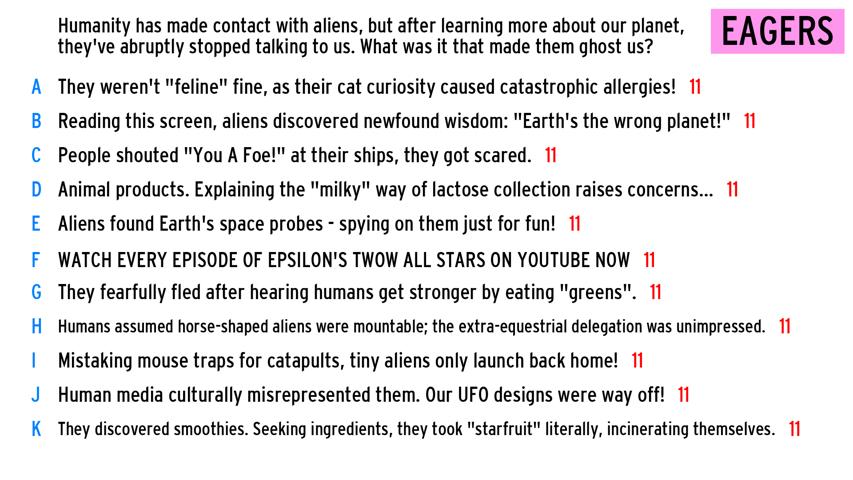 Humanity has made contact with aliens, but after learning more about our planet,
they've abruptly stopped talking to us. What was it that made them ghost us?
EAGERS
A They weren't "feline" fine, as their cat curiosity caused catastrophic allergies! 11
B Reading this screen, aliens discovered newfound wisdom: "Earth's the wrong planet!" 11
C People shouted "You A Foe!" at their ships, they got scared. 11
D Animal products. Explaining the "milky" way of lactose collection raises concerns... 11
E Aliens found Earth's space probes - spying on them just for fun! 11
F WATCH EVERY EPISODE OF EPSILON'S TWOW ALL STARS ON YOUTUBE NOW 11
G They fearfully fled after hearing humans get stronger by eating "greens". 11
H Humans assumed horse-shaped aliens were mountable; the extra-equestrial delegation was unimpressed. 11
I Mistaking mouse traps for catapults, tiny aliens only launch back home! 11
J Human media culturally misrepresented them. Our UFO designs were way off! 11
K They discovered smoothies. Seeking ingredients, they took "starfruit" literally, incinerating themselves. 11